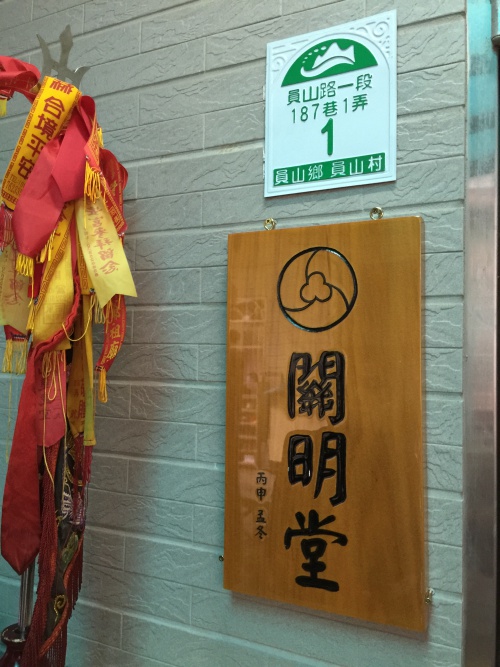 員山路一段
187巷1弄
1
員山鄉 員山村
關明堂
丙申 孟冬
合境平安